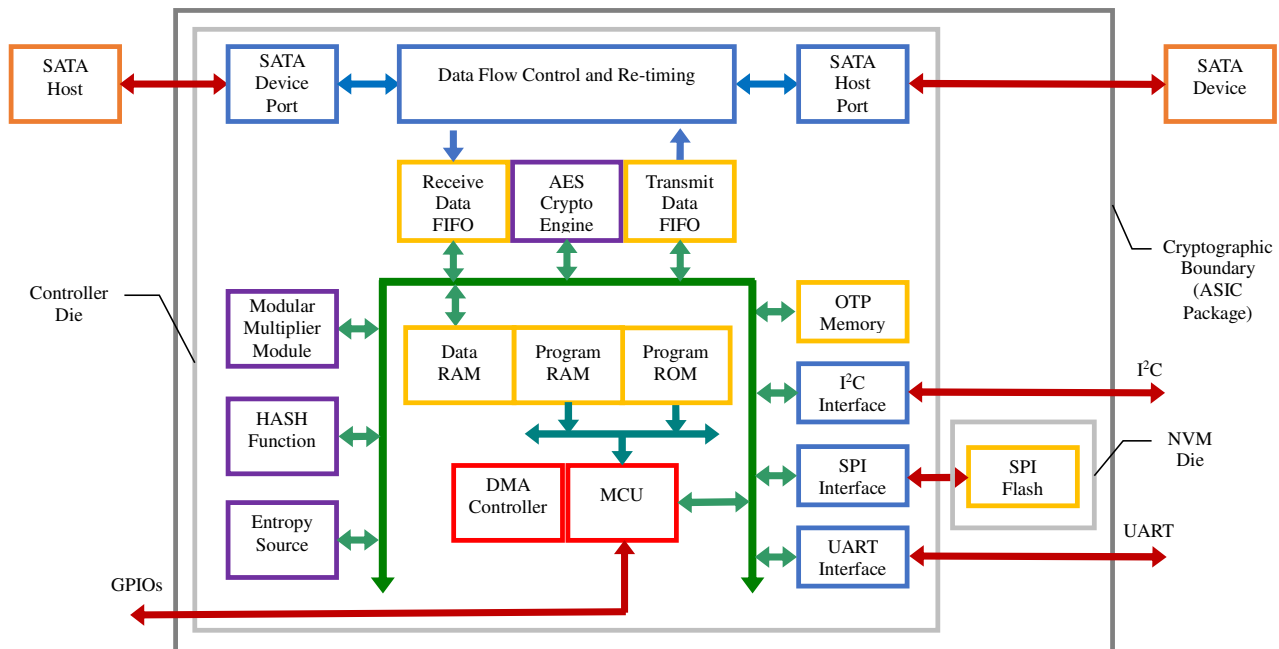 SATA
Host
SATA
Device
Port
Data Flow Control and Re-timing
SATA
Host
Port
SATA
Device
Receive
Data
FIFO
AES
Crypto
Engine
Transmit
Data
FIFO
Cryptographic
Boundary
(ASIC
Package)
Controller
Die
Modular
Multiplier
Module
OTP
Memory
Data
RAM
Program
RAM
Program
ROM
I²C
Interface
I²C
HASH
Function
NVM
Die
DMA
Controller
MCU
SPI
Interface
SPI
Flash
Entropy
Source
UART
Interface
UART
GPIOs